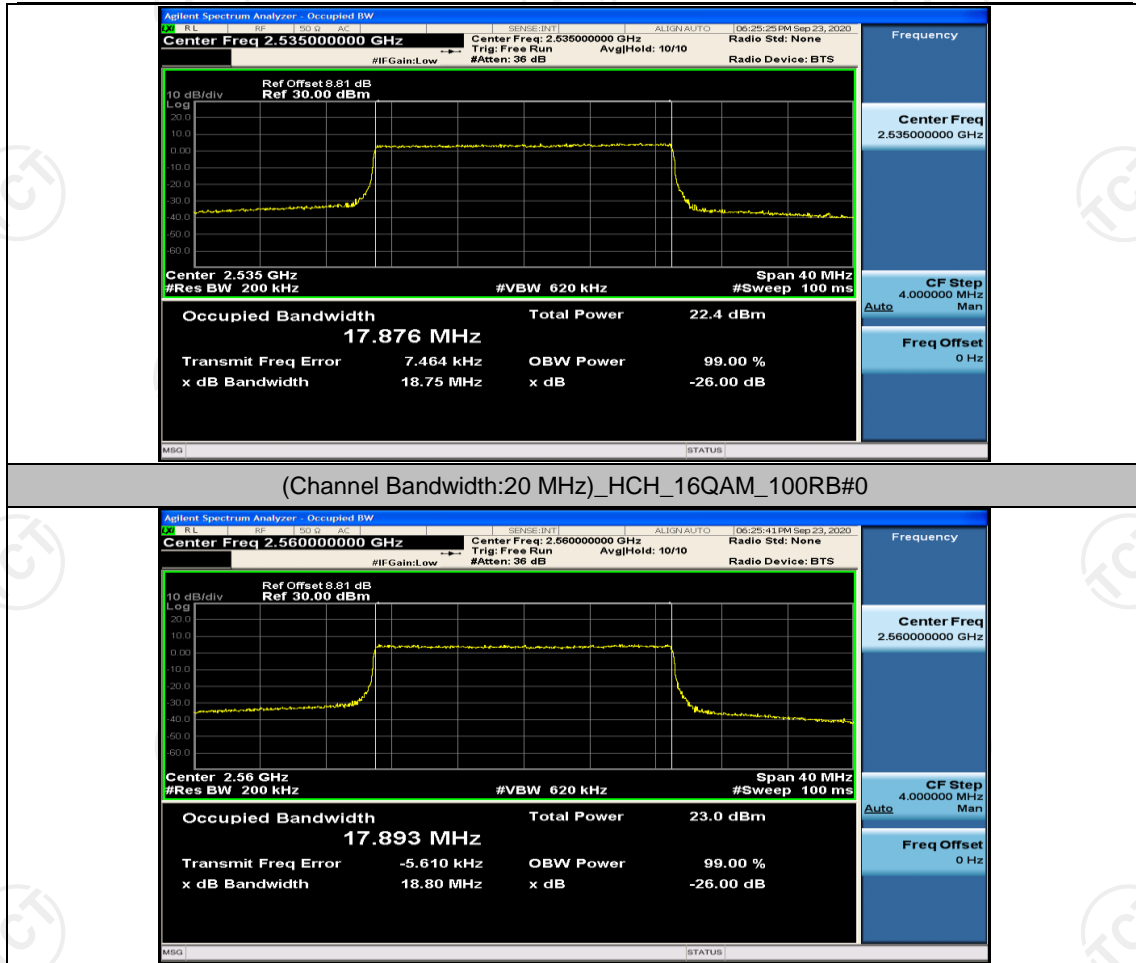 Agilent Spectrum Analyzer - Occupied BW
LXI RL RF 50 Ω AC SENSE:INT ALIGN AUTO 06:25:25 PM Sep 23, 2020
Center Freq 2.535000000 GHz Center Freq: 2.535000000 GHz Radio Std: None Frequency
Trig: Free Run Avg|Hold: 10/10
#IFGain:Low #Atten: 36 dB Radio Device: BTS
Ref Offset 8.81 dB
10 dB/div Ref 30.00 dBm
Log
20.0
10.0
0.00
-10.0
-20.0
-30.0
-40.0
-50.0
-60.0
Center Freq
2.535000000 GHz
Center 2.535 GHz Span 40 MHz
#Res BW 200 kHz #VBW 620 kHz #Sweep 100 ms
CF Step
4.000000 MHz
Auto Man
Occupied Bandwidth Total Power 22.4 dBm
17.876 MHz
Freq Offset
0 Hz
Transmit Freq Error 7.464 kHz OBW Power 99.00 %
x dB Bandwidth 18.75 MHz x dB -26.00 dB
MSG STATUS
(Channel Bandwidth:20 MHz)_HCH_16QAM_100RB#0
Agilent Spectrum Analyzer - Occupied BW
LXI RL RF 50 Ω AC SENSE:INT ALIGN AUTO 06:25:41 PM Sep 23, 2020
Center Freq 2.560000000 GHz Center Freq: 2.560000000 GHz Radio Std: None Frequency
Trig: Free Run Avg|Hold: 10/10
#IFGain:Low #Atten: 36 dB Radio Device: BTS
Ref Offset 8.81 dB
10 dB/div Ref 30.00 dBm
Log
20.0
10.0
0.00
-10.0
-20.0
-30.0
-40.0
-50.0
-60.0
Center Freq
2.560000000 GHz
Center 2.56 GHz Span 40 MHz
#Res BW 200 kHz #VBW 620 kHz #Sweep 100 ms
CF Step
4.000000 MHz
Auto Man
Occupied Bandwidth Total Power 23.0 dBm
17.893 MHz
Freq Offset
0 Hz
Transmit Freq Error -5.610 kHz OBW Power 99.00 %
x dB Bandwidth 18.80 MHz x dB -26.00 dB
MSG STATUS
TCT
TCT
TCT
TCT
TCT
TCT